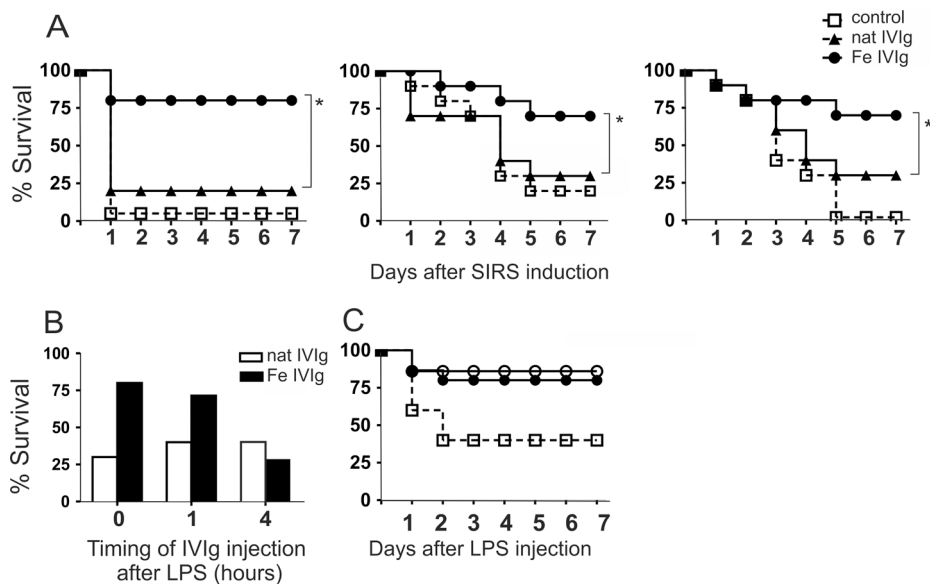 A
control
nat IVIg
Fe IVIg
% Survival
100
75
50
25
0
1 2 3 4 5 6 7
*
100
75
50
25
0
1 2 3 4 5 6 7
*
100
75
50
25
0
1 2 3 4 5 6 7
*
Days after SIRS induction
B
% Survival
100
75
50
25
0
nat IVIg
Fe IVIg
0 1 4
Timing of IVIg injection
after LPS (hours)
C
100
75
50
25
0
1 2 3 4 5 6 7
Days after LPS injection